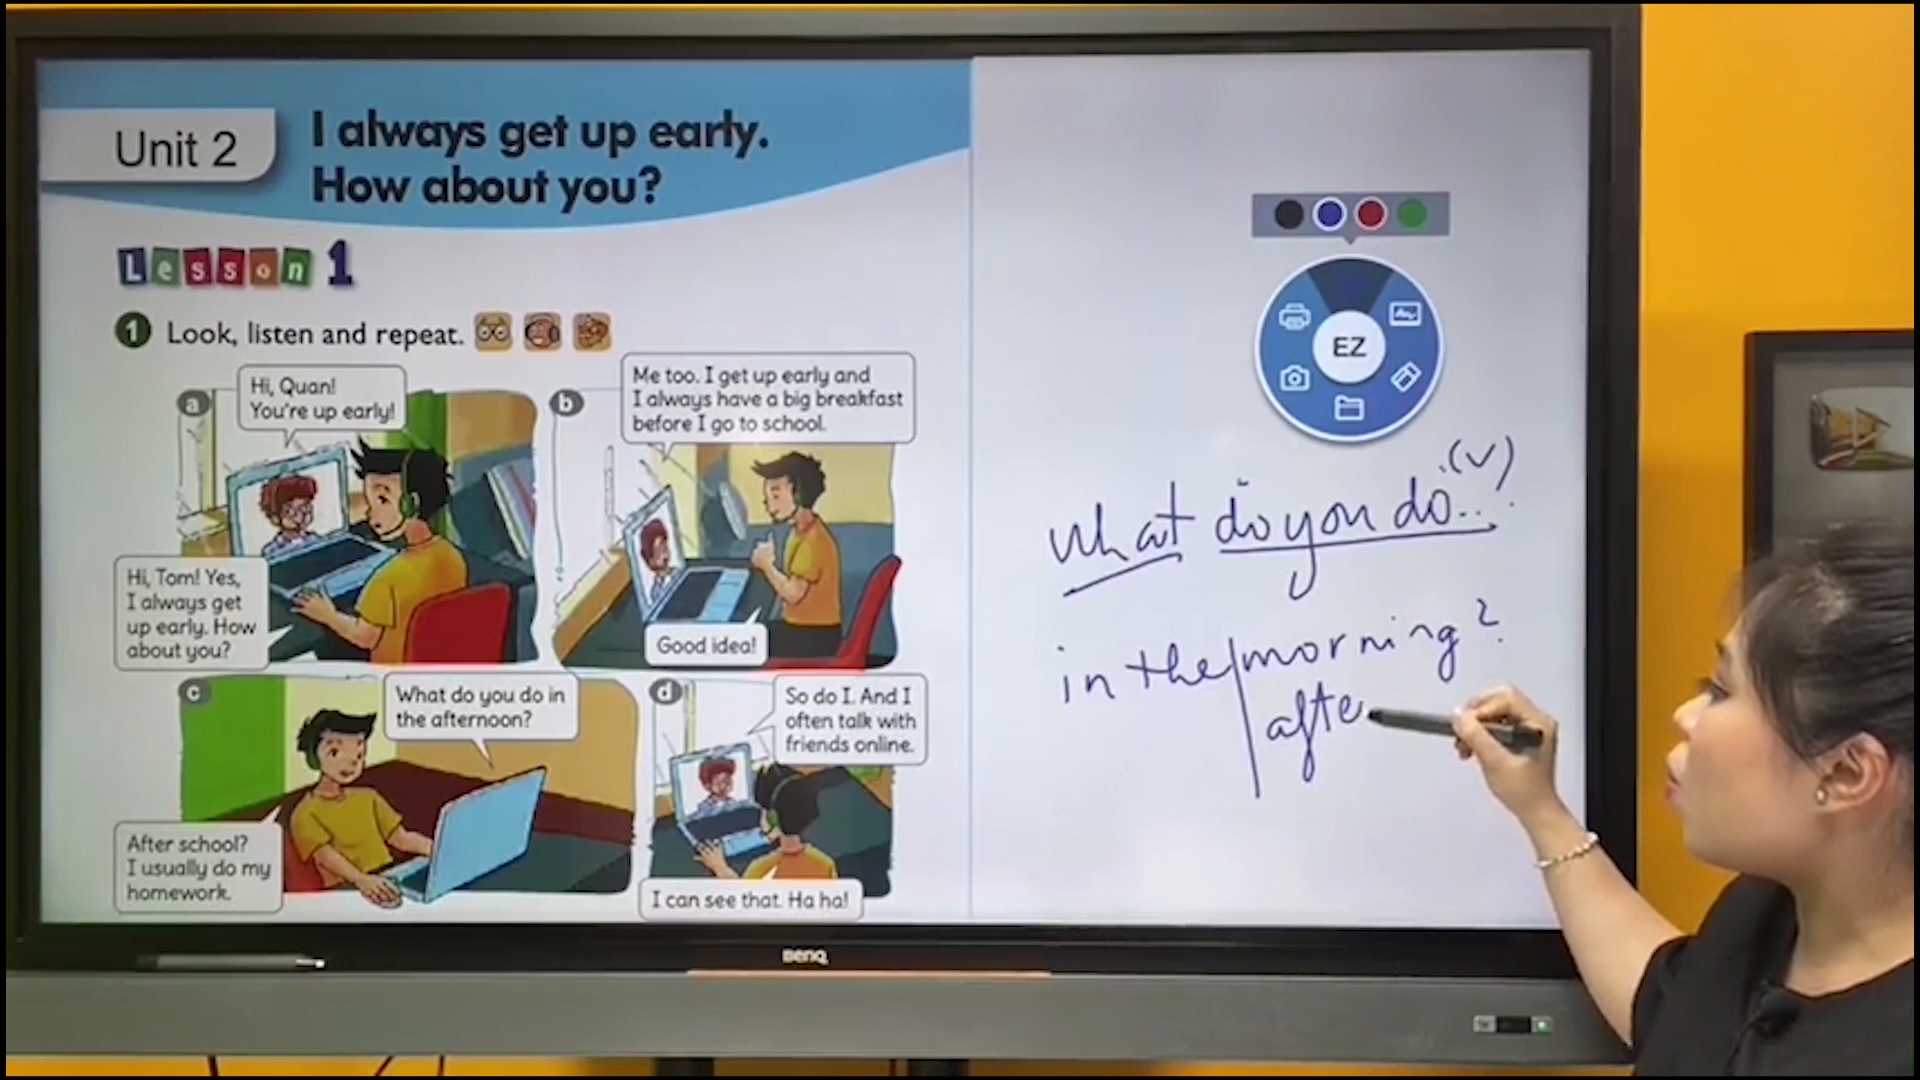 Unit 2
I always get up early.
How about you?
Lesson 1
1 Look, listen and repeat.
a
Hi, Quan!
You're up early!
Hi, Tom! Yes,
I always get
up early. How
about you?
b
Me too. I get up early and
I always have a big breakfast
before I go to school.
Good idea!
c
What do you do in
the afternoon?
After school?
I usually do my
homework.
d
So do I. And I
often talk with
friends online.
I can see that. Ha ha!
EZ
(v)
What do you do...
in the morning?
afte
BenQ